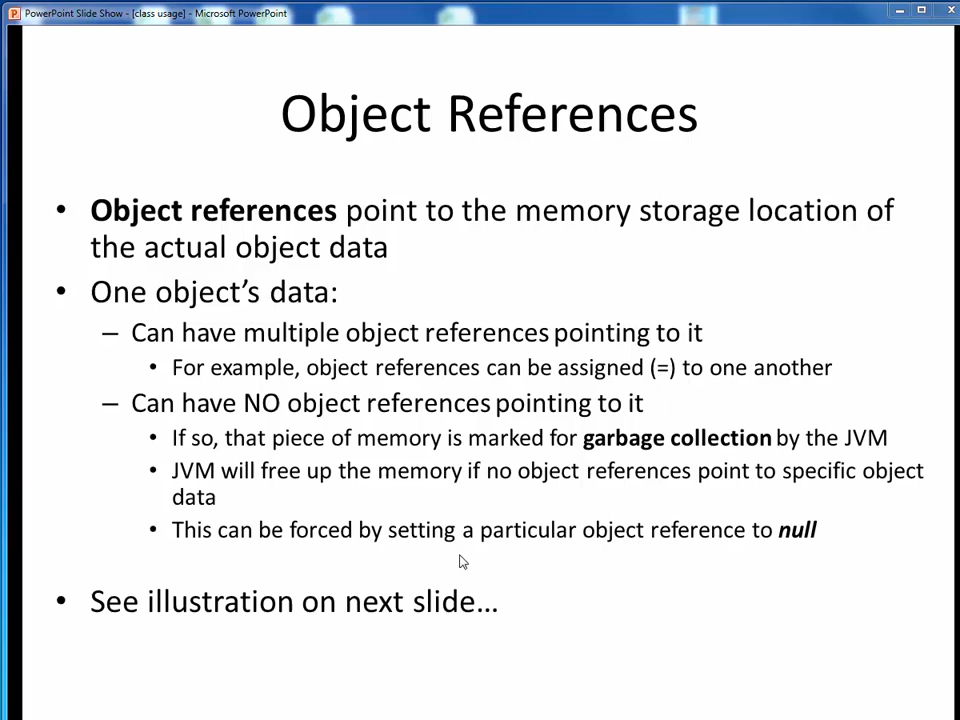 PowerPoint Slide Show - [class usage] - Microsoft PowerPoint
Object References
• Object references point to the memory storage location of
the actual object data
• One object's data:
– Can have multiple object references pointing to it
• For example, object references can be assigned (=) to one another
– Can have NO object references pointing to it
• If so, that piece of memory is marked for garbage collection by the JVM
• JVM will free up the memory if no object references point to specific object
data
• This can be forced by setting a particular object reference to null
• See illustration on next slide…